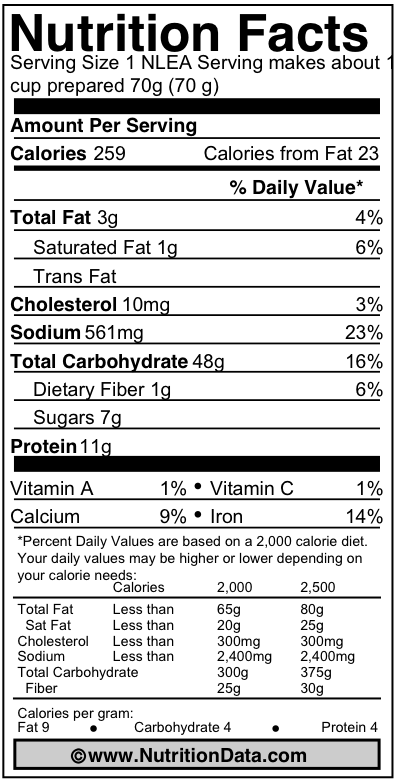 Nutrition Facts
Serving Size 1 NLEA Serving makes about 1
cup prepared 70g (70 g)
Amount Per Serving
Calories 259 Calories from Fat 23
% Daily Value*
Total Fat 3g 4%
Saturated Fat 1g 6%
Trans Fat
Cholesterol 10mg 3%
Sodium 561mg 23%
Total Carbohydrate 48g 16%
Dietary Fiber 1g 6%
Sugars 7g
Protein 11g
Vitamin A 1% • Vitamin C 1%
Calcium 9% • Iron 14%
*Percent Daily Values are based on a 2,000 calorie diet.
Your daily values may be higher or lower depending on
your calorie needs:
Calories 2,000 2,500
Total Fat Less than 65g 80g
Sat Fat Less than 20g 25g
Cholesterol Less than 300mg 300mg
Sodium Less than 2,400mg 2,400mg
Total Carbohydrate 300g 375g
Fiber 25g 30g
Calories per gram:
Fat 9 • Carbohydrate 4 • Protein 4
©www.NutritionData.com